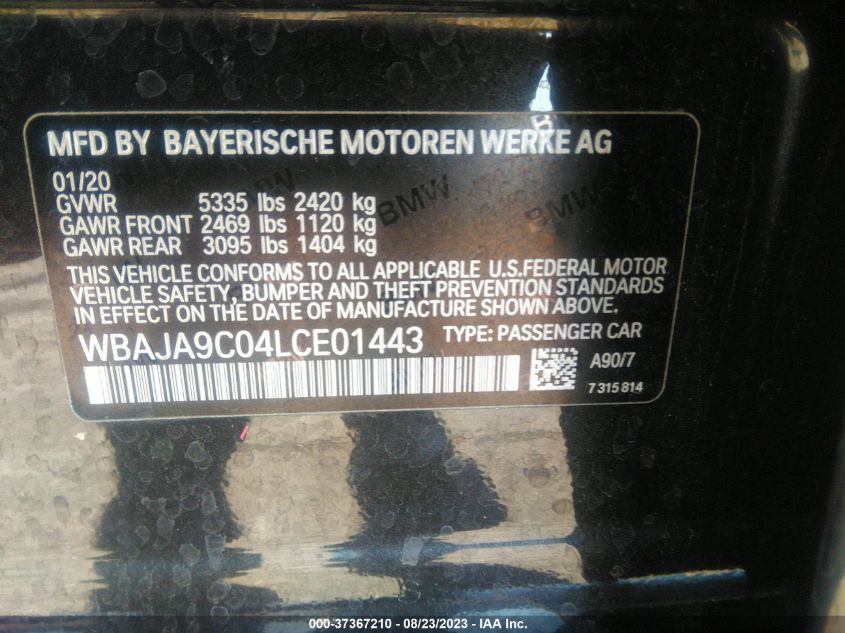 MFD BY BAYERISCHE MOTOREN WERKE AG
01/20
GVWR 5335 lbs 2420 kg
GAWR FRONT 2469 lbs 1120 kg
GAWR REAR 3095 lbs 1404 kg
BMW BMW
THIS VEHICLE CONFORMS TO ALL APPLICABLE U.S.FEDERAL MOTOR
VEHICLE SAFETY, BUMPER AND THEFT PREVENTION STANDARDS
IN EFFECT ON THE DATE OF MANUFACTURE SHOWN ABOVE.
WBAJA9C04LCE01443 TYPE: PASSENGER CAR
A90/7
7 315 814
000-37367210 - 08/23/2023 - IAA Inc.